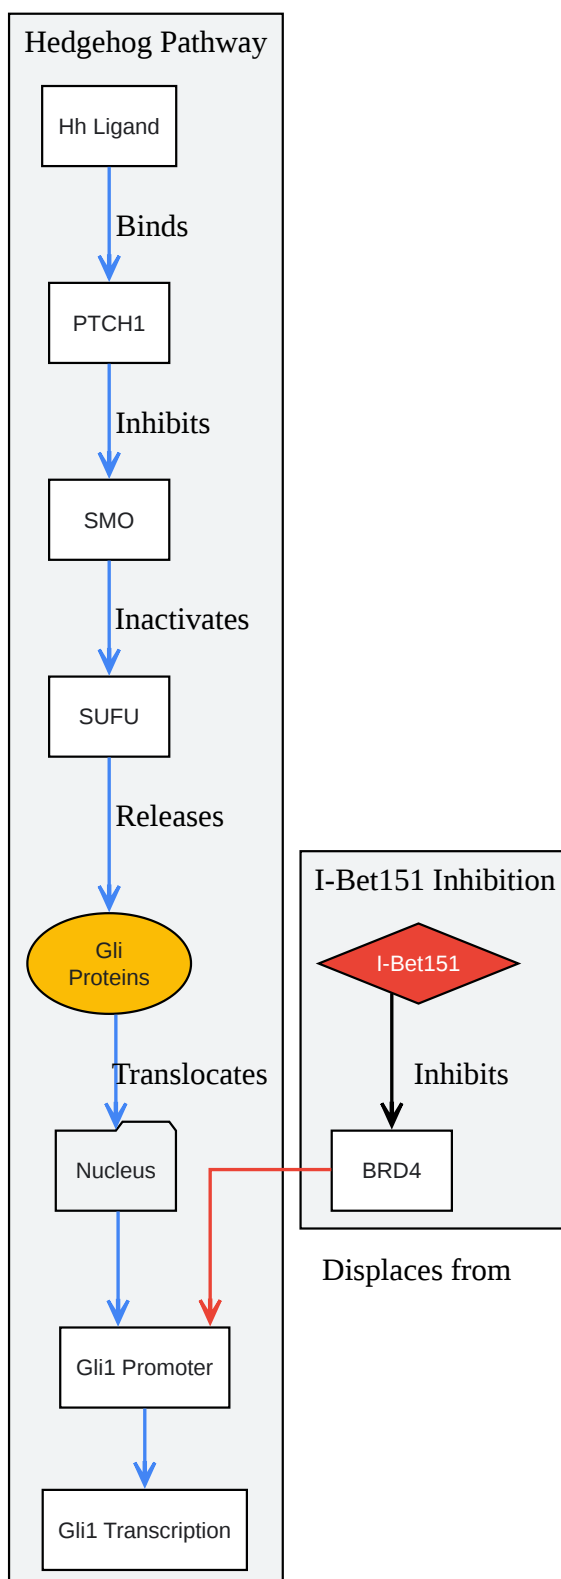 Hedgehog Pathway
Hh Ligand
Binds
PTCH1
Inhibits
SMO
Inactivates
SUFU
Releases
Gli
Proteins
Translocates
Nucleus
Gli1 Promoter
Gli1 Transcription
I-Bet151 Inhibition
I-Bet151
Inhibits
BRD4
Displaces from